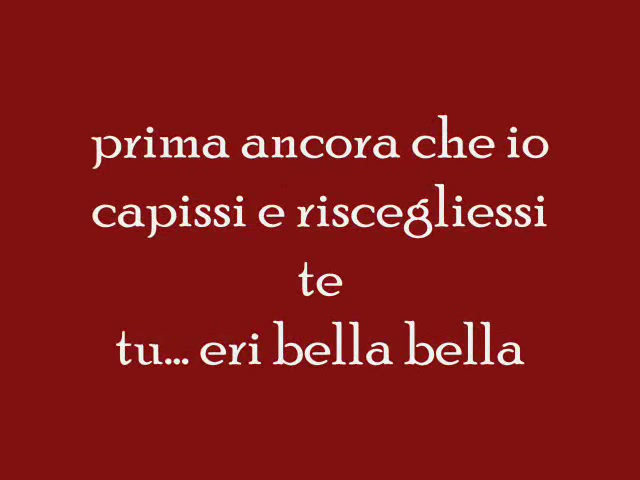 prima ancora che io
capissi e riscegliessi
te
tu... eri bella bella